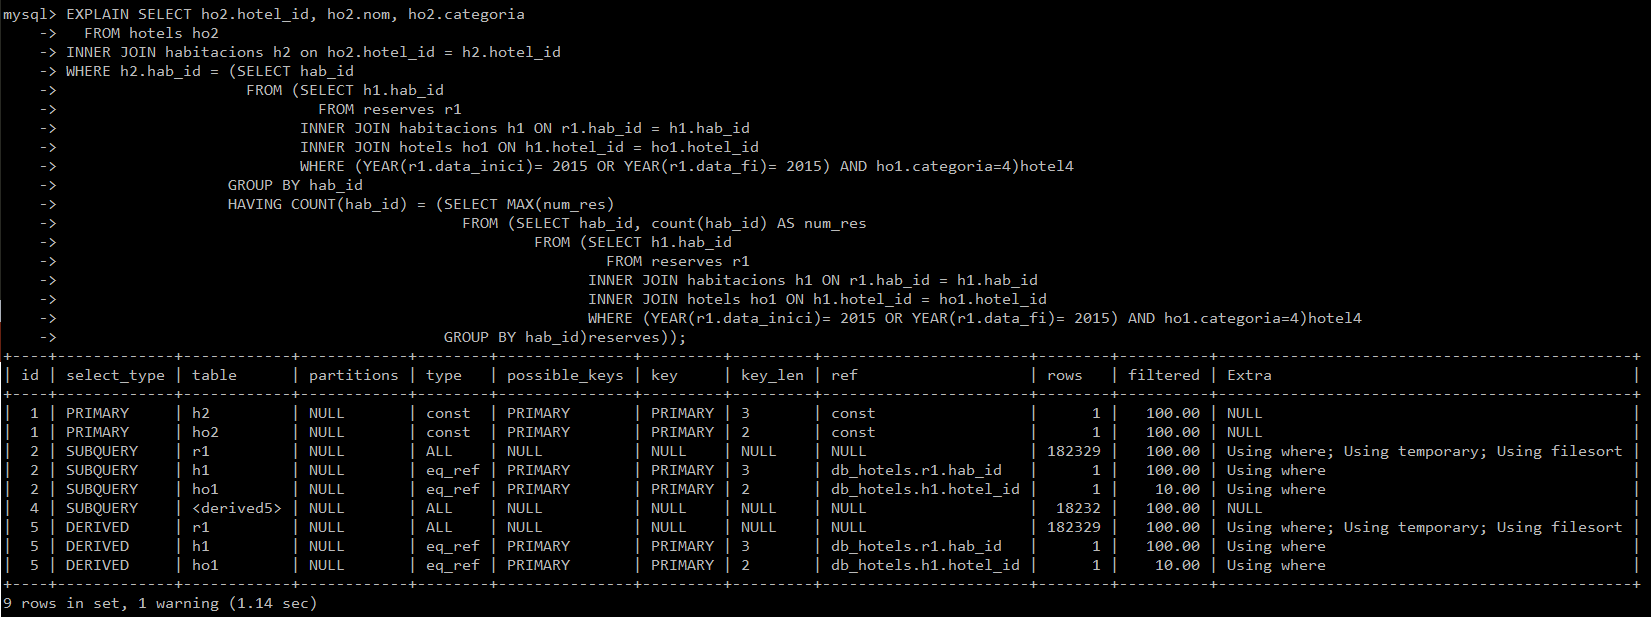 mysql> EXPLAIN SELECT ho2.hotel_id, ho2.nom, ho2.categoria
    ->   FROM hotels ho2
    -> INNER JOIN habitacions h2 on ho2.hotel_id = h2.hotel_id
    -> WHERE h2.hab_id = (SELECT hab_id
    ->                     FROM (SELECT h1.hab_id
    ->                             FROM reserves r1
    ->                           INNER JOIN habitacions h1 ON r1.hab_id = h1.hab_id
    ->                           INNER JOIN hotels ho1 ON h1.hotel_id = ho1.hotel_id
    ->                           WHERE (YEAR(r1.data_inici)= 2015 OR YEAR(r1.data_fi)= 2015) AND ho1.categoria=4)hotel4
    ->                   GROUP BY hab_id
    ->                   HAVING COUNT(hab_id) = (SELECT MAX(num_res)
    ->                                             FROM (SELECT hab_id, count(hab_id) AS num_res
    ->                                                     FROM (SELECT h1.hab_id
    ->                                                             FROM reserves r1
    ->                                                           INNER JOIN habitacions h1 ON r1.hab_id = h1.hab_id
    ->                                                           INNER JOIN hotels ho1 ON h1.hotel_id = ho1.hotel_id
    ->                                                           WHERE (YEAR(r1.data_inici)= 2015 OR YEAR(r1.data_fi)= 2015) AND ho1.categoria=4)hotel4
    ->                                           GROUP BY hab_id)reserves));
+----+-------------+------------+------------+--------+---------------+---------+---------+-----------------------+--------+----------+----------------------------------------------+
| id | select_type | table      | partitions | type   | possible_keys | key     | key_len | ref                   | rows   | filtered | Extra                                        |
+----+-------------+------------+------------+--------+---------------+---------+---------+-----------------------+--------+----------+----------------------------------------------+
|  1 | PRIMARY     | h2         | NULL       | const  | PRIMARY       | PRIMARY | 3       | const                 |      1 |   100.00 | NULL                                         |
|  1 | PRIMARY     | ho2        | NULL       | const  | PRIMARY       | PRIMARY | 2       | const                 |      1 |   100.00 | NULL                                         |
|  2 | SUBQUERY    | r1         | NULL       | ALL    | NULL          | NULL    | NULL    | NULL                  | 182329 |   100.00 | Using where; Using temporary; Using filesort |
|  2 | SUBQUERY    | h1         | NULL       | eq_ref | PRIMARY       | PRIMARY | 3       | db_hotels.r1.hab_id   |      1 |   100.00 | Using where                                  |
|  2 | SUBQUERY    | ho1        | NULL       | eq_ref | PRIMARY       | PRIMARY | 2       | db_hotels.h1.hotel_id |      1 |    10.00 | Using where                                  |
|  4 | SUBQUERY    | <derived5> | NULL       | ALL    | NULL          | NULL    | NULL    | NULL                  |  18232 |   100.00 | NULL                                         |
|  5 | DERIVED     | r1         | NULL       | ALL    | NULL          | NULL    | NULL    | NULL                  | 182329 |   100.00 | Using where; Using temporary; Using filesort |
|  5 | DERIVED     | h1         | NULL       | eq_ref | PRIMARY       | PRIMARY | 3       | db_hotels.r1.hab_id   |      1 |   100.00 | Using where                                  |
|  5 | DERIVED     | ho1        | NULL       | eq_ref | PRIMARY       | PRIMARY | 2       | db_hotels.h1.hotel_id |      1 |    10.00 | Using where                                  |
+----+-------------+------------+------------+--------+---------------+---------+---------+-----------------------+--------+----------+----------------------------------------------+
9 rows in set, 1 warning (1.14 sec)